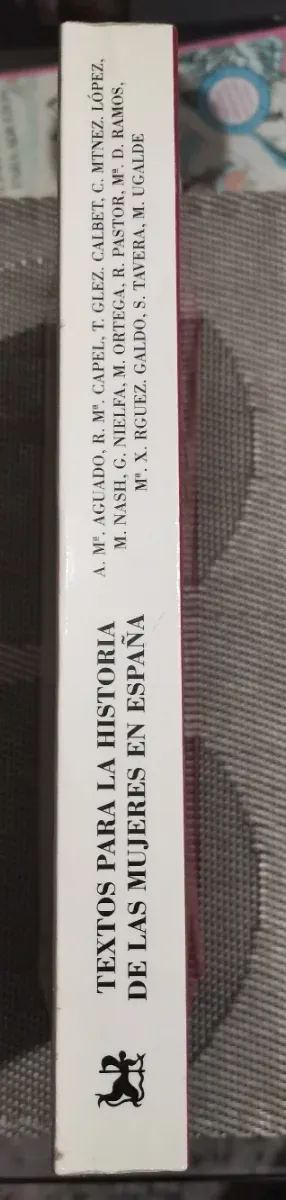 A. Mª. AGUADO, R. Mª. CAPEL, T. GLEZ. CALBET, C. MTNEZ. LÓPEZ,
M. NASH, G. NIELFA, M. ORTEGA, R. PASTOR, Mª. D. RAMOS,
Mª. X. RGUEZ. GALDO, S. TAVERA, M. UGALDE
TEXTOS PARA LA HISTORIA
DE LAS MUJERES EN ESPAÑA